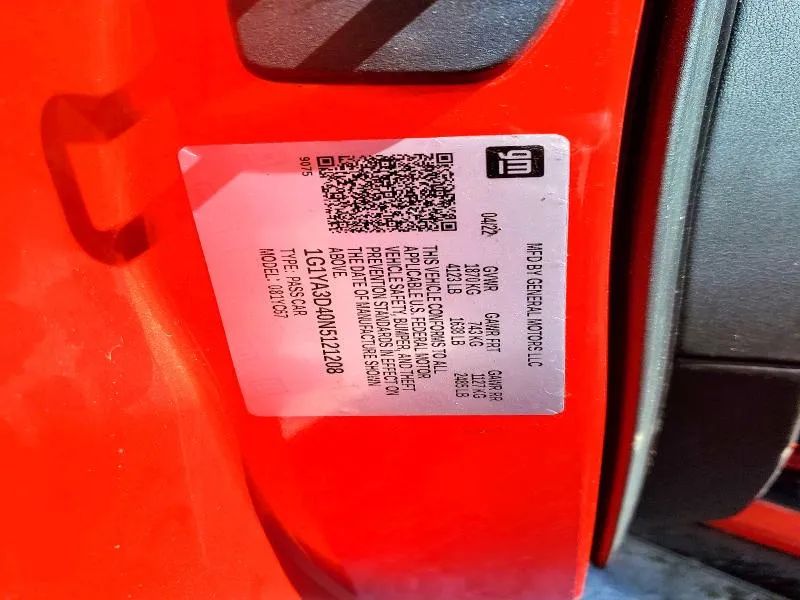 gm
MFD BY GENERAL MOTORS LLC
04/22
GVWR GAWR FRT GAWR RR
1870 KG 743 KG 1127 KG
4123 LB 1638 LB 2485 LB
THIS VEHICLE CONFORMS TO ALL
APPLICABLE U.S. FEDERAL MOTOR
VEHICLE SAFETY, BUMPER, AND THEFT
PREVENTION STANDARDS IN EFFECT ON
THE DATE OF MANUFACTURE SHOWN
ABOVE.
1G1YA3D40N5121208
TYPE: PASS CAR
MODEL: 081YC67
9075